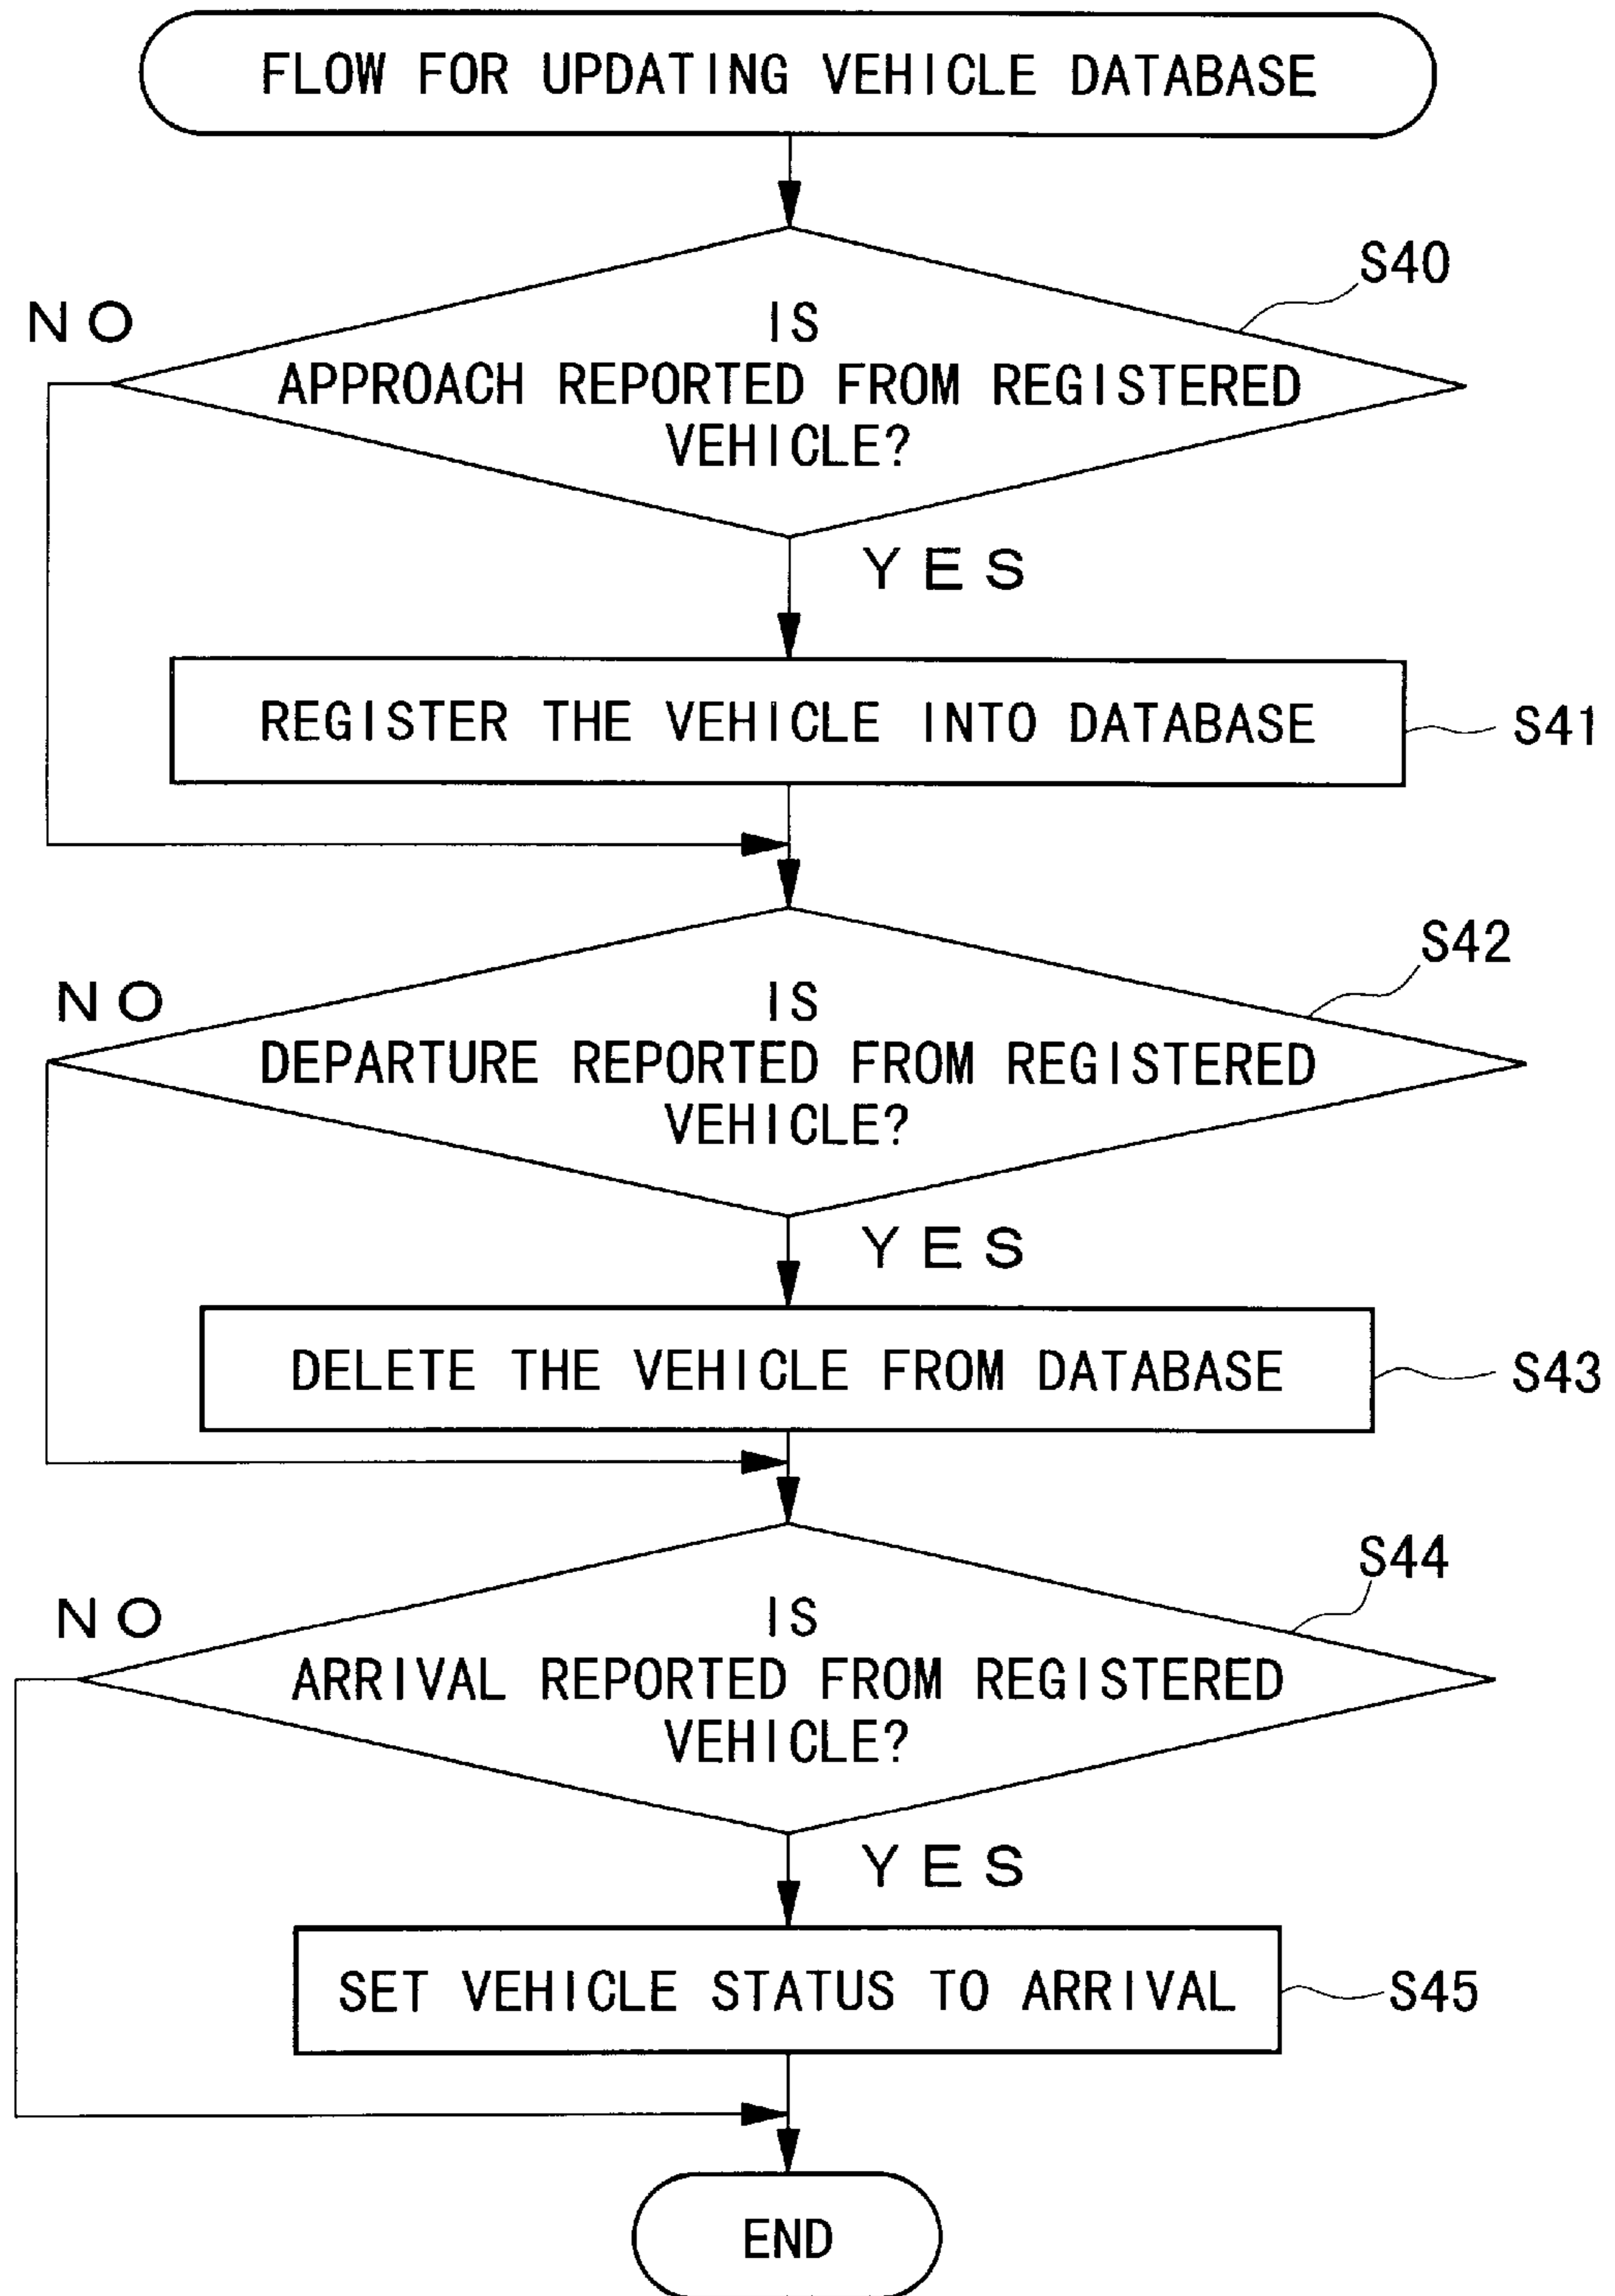 FLOW FOR UPDATING VEHICLE DATABASE
S40
NO
IS
APPROACH REPORTED FROM REGISTERED
VEHICLE?
YES
REGISTER THE VEHICLE INTO DATABASE
S41
S42
NO
IS
DEPARTURE REPORTED FROM REGISTERED
VEHICLE?
YES
DELETE THE VEHICLE FROM DATABASE
S43
S44
NO
IS
ARRIVAL REPORTED FROM REGISTERED
VEHICLE?
YES
SET VEHICLE STATUS TO ARRIVAL
S45
END